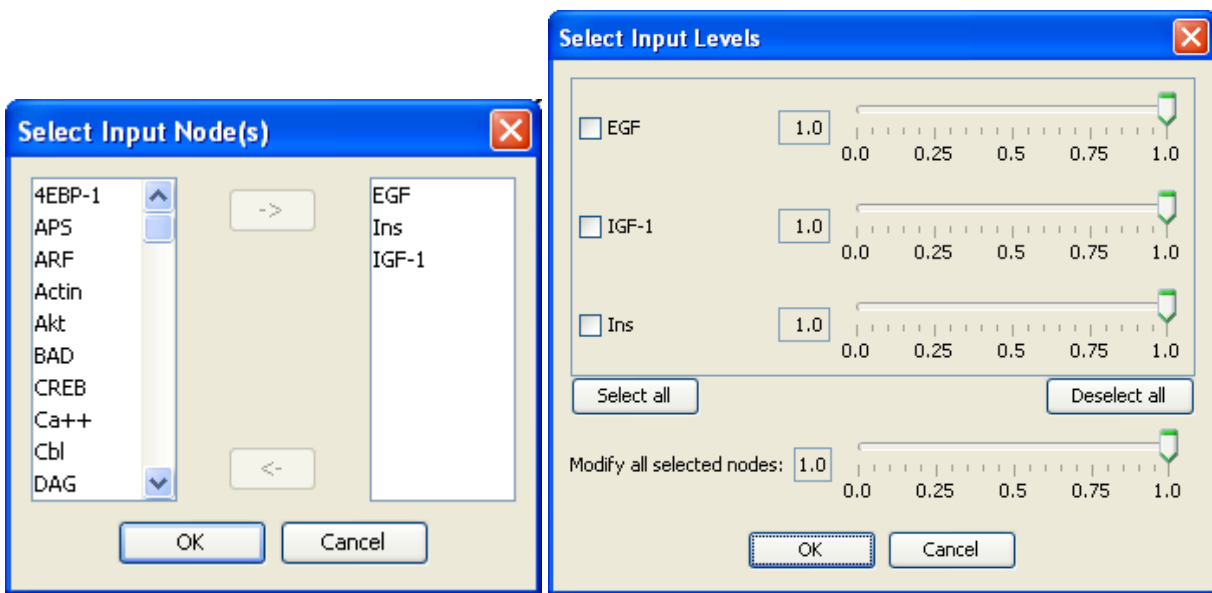 Select Input Node(s)
4EBP-1
APS
ARF
Actin
Akt
BAD
CREB
Ca++
Cbl
DAG
->
<-
EGF
Ins
IGF-1
OK Cancel
Select Input Levels
EGF 1.0
0.0 0.25 0.5 0.75 1.0
IGF-1 1.0
0.0 0.25 0.5 0.75 1.0
Ins 1.0
0.0 0.25 0.5 0.75 1.0
Select all Deselect all
Modify all selected nodes: 1.0
0.0 0.25 0.5 0.75 1.0
OK Cancel